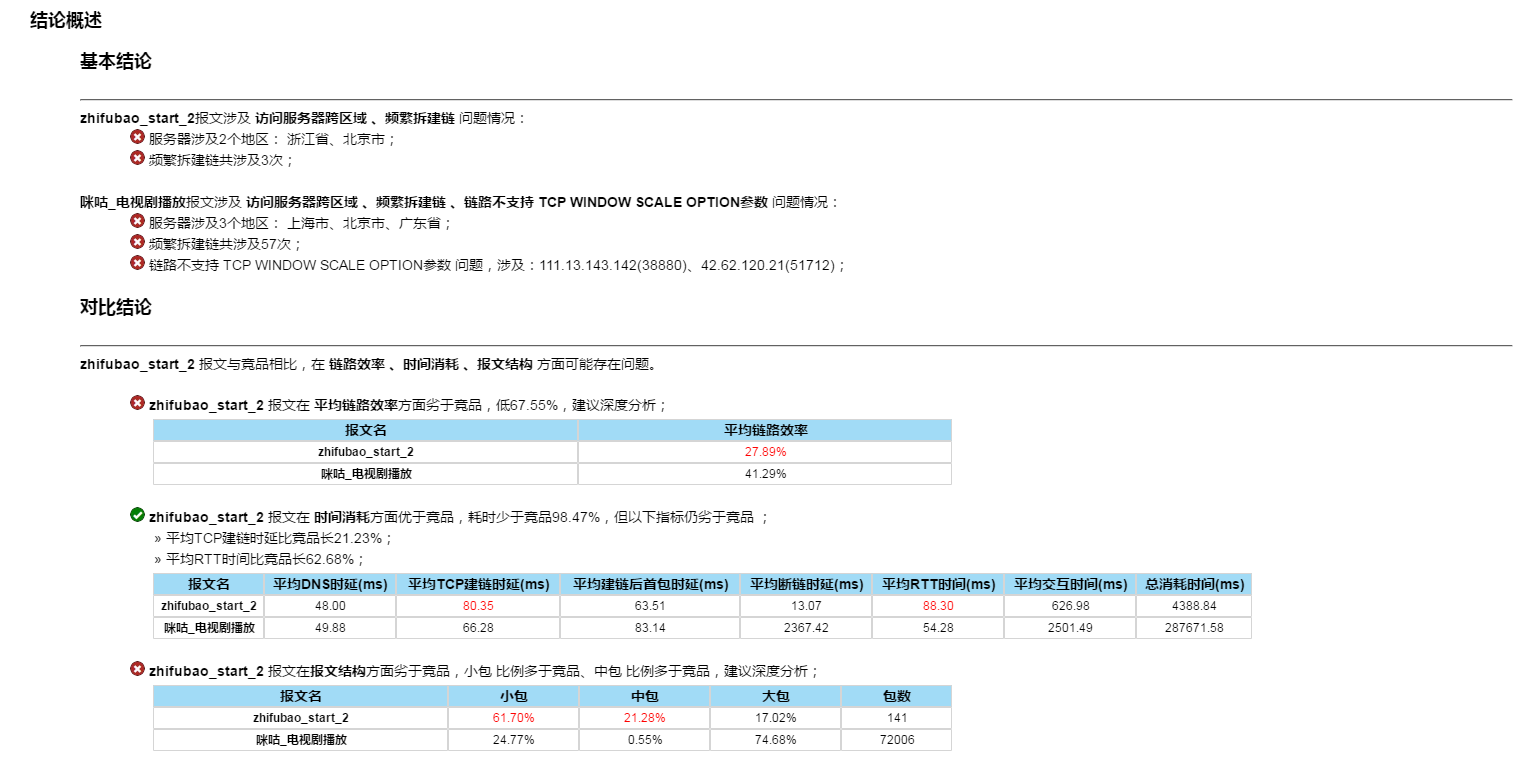 结论概述
基本结论
zhifubao_start_2报文涉及 访问服务器跨区域 、频繁拆建链 问题情况：
服务器涉及2个地区： 浙江省、北京市；
频繁拆建链共涉及3次；
咪咕_电视剧播放报文涉及 访问服务器跨区域 、频繁拆建链 、链路不支持 TCP WINDOW SCALE OPTION参数 问题情况：
服务器涉及3个地区： 上海市、北京市、广东省；
频繁拆建链共涉及57次；
链路不支持 TCP WINDOW SCALE OPTION参数 问题，涉及：111.13.143.142(38880)、42.62.120.21(51712)；
对比结论
zhifubao_start_2 报文与竞品相比，在 链路效率 、时间消耗 、报文结构 方面可能存在问题。
zhifubao_start_2 报文在 平均链路效率方面劣于竞品，低67.55%，建议深度分析；
报文名 平均链路效率
zhifubao_start_2 27.89%
咪咕_电视剧播放 41.29%
zhifubao_start_2 报文在 时间消耗方面优于竞品，耗时少于竞品98.47%，但以下指标仍劣于竞品 ；
» 平均TCP建链时延比竞品长21.23%；
» 平均RTT时间比竞品长62.68%；
报文名 平均DNS时延(ms) 平均TCP建链时延(ms) 平均建链后首包时延(ms) 平均断链时延(ms) 平均RTT时间(ms) 平均交互时间(ms) 总消耗时间(ms)
zhifubao_start_2 48.00 80.35 63.51 13.07 88.30 626.98 4388.84
咪咕_电视剧播放 49.88 66.28 83.14 2367.42 54.28 2501.49 287671.58
zhifubao_start_2 报文在报文结构方面劣于竞品，小包 比例多于竞品、中包 比例多于竞品，建议深度分析；
报文名 小包 中包 大包 包数
zhifubao_start_2 61.70% 21.28% 17.02% 141
咪咕_电视剧播放 24.77% 0.55% 74.68% 72006